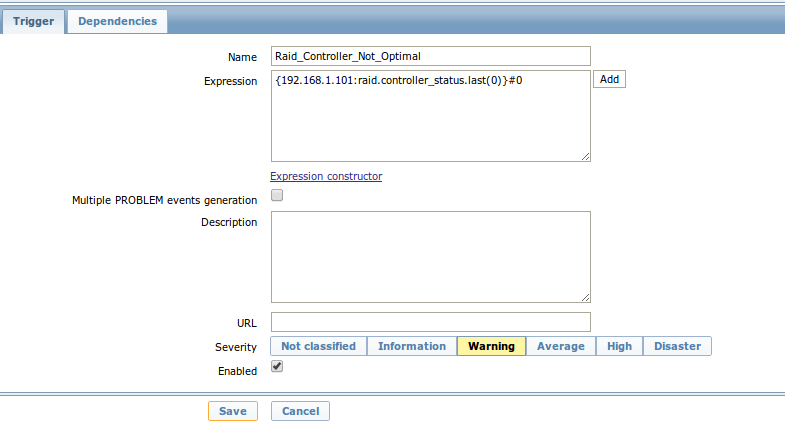 Trigger Dependencies
Name Raid_Controller_Not_Optimal
Expression {192.168.1.101:raid.controller_status.last(0)}#0 Add
Expression constructor
Multiple PROBLEM events generation
Description
URL
Severity Not classified Information Warning Average High Disaster
Enabled
Save Cancel